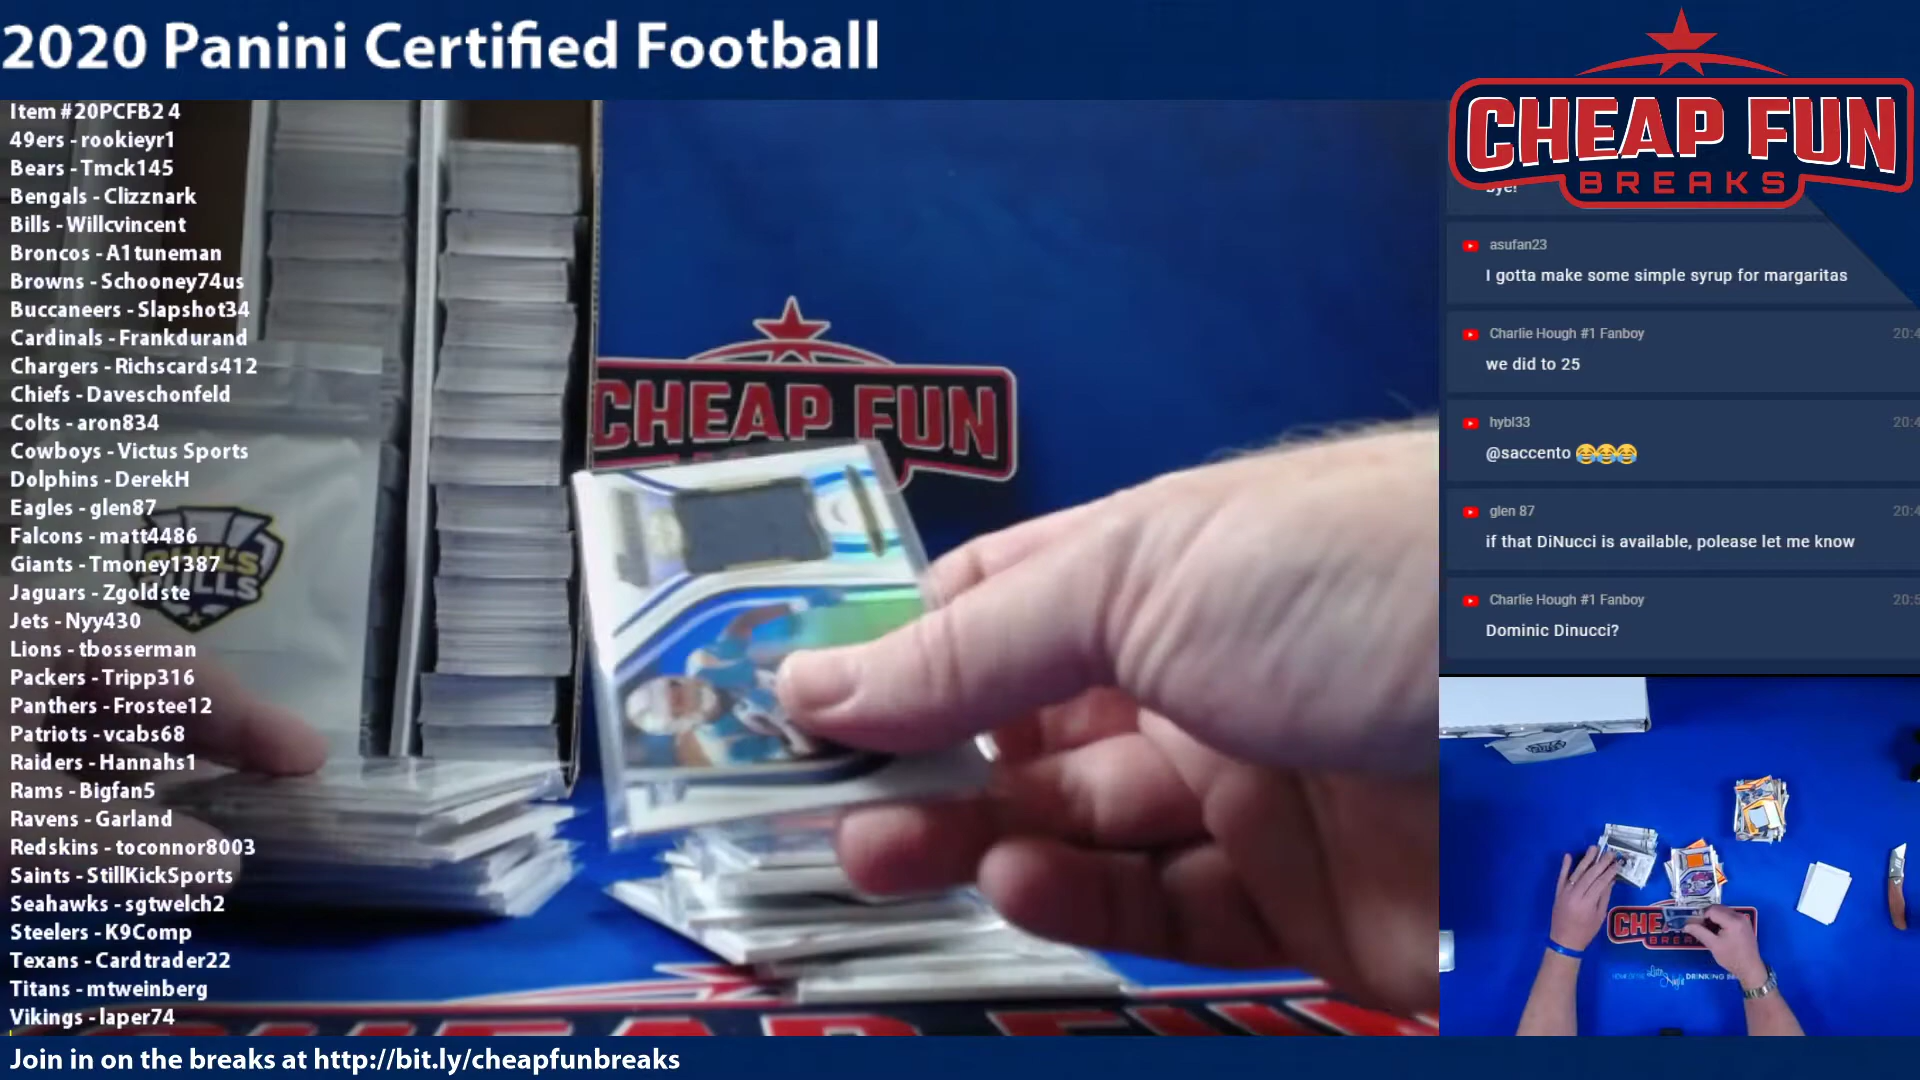 2020 Panini Certified Football
Item #20PCFB2 4
49ers - rookieyr1
Bears - Tmck145
Bengals - Clizznark
Bills - Willcvincent
Broncos - A1tuneman
Browns - Schooney74us
Buccaneers - Slapshot34
Cardinals - Frankdurand
Chargers - Richscards412
Chiefs - Daveschonfeld
Colts - aron834
Cowboys - Victus Sports
Dolphins - DerekH
Eagles - glen87
Falcons - matt4486
Giants - Tmoney1387
Jaguars - Zgoldste
Jets - Nyy430
Lions - tbosserman
Packers - Tripp316
Panthers - Frostee12
Patriots - vcabs68
Raiders - Hannahs1
Rams - Bigfan5
Ravens - Garland
Redskins - toconnor8003
Saints - StillKickSports
Seahawks - sgtwelch2
Steelers - K9Comp
Texans - Cardtrader22
Titans - mtweinberg
Vikings - laper74
Join in on the breaks at http://bit.ly/cheapfunbreaks
CHEAP FUN
CHEAP FUN
BREAKS
bye!
asufan23
I gotta make some simple syrup for margaritas
Charlie Hough #1 Fanboy
we did to 25
hybl33
@saccento 😂😂😂
glen 87
if that DiNucci is available, polease let me know
Charlie Hough #1 Fanboy
Dominic Dinucci?